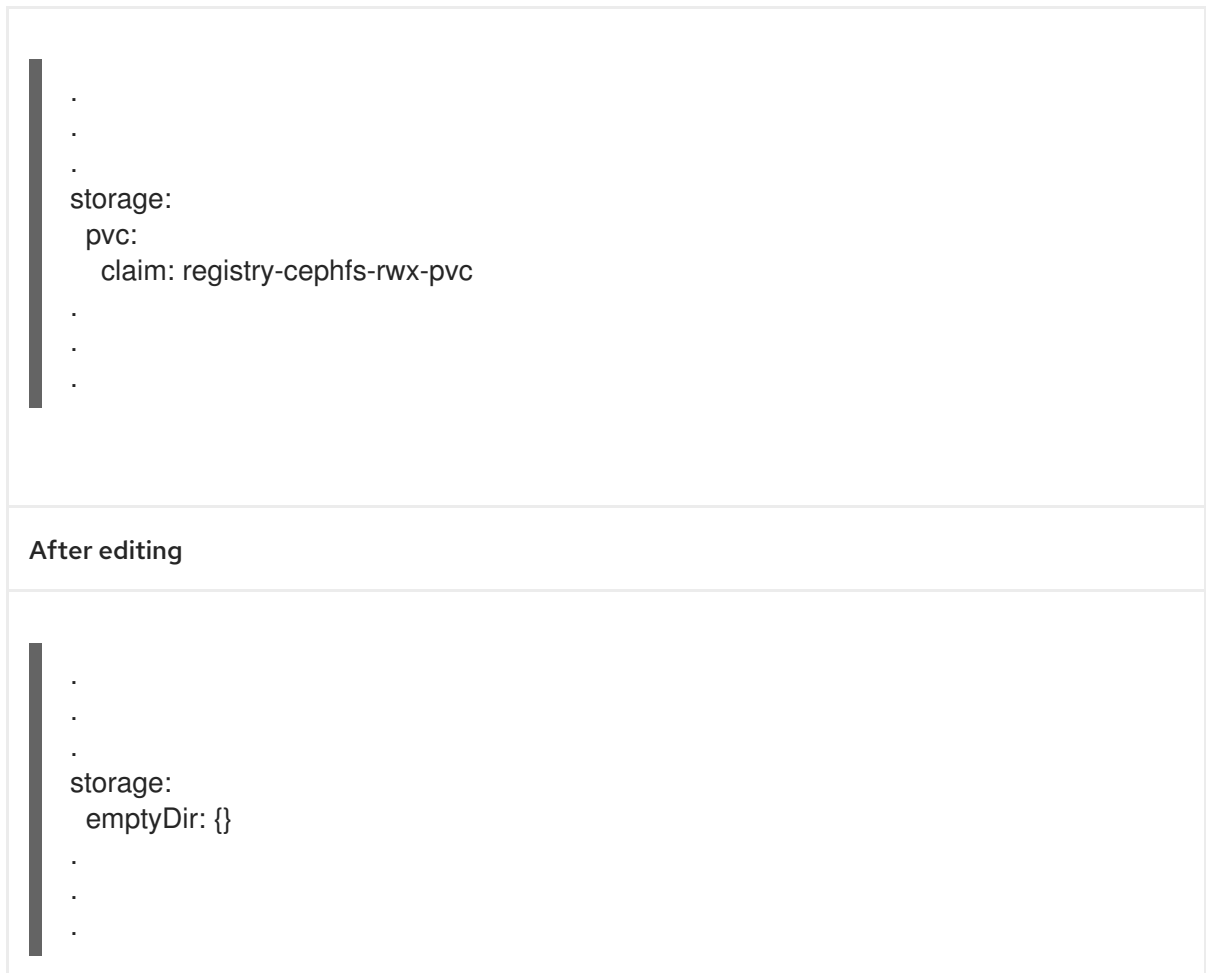 .
.
.
storage:
  pvc:
    claim: registry-cephfs-rwx-pvc
.
.
.
After editing
.
.
.
storage:
  emptyDir: {}
.
.
.